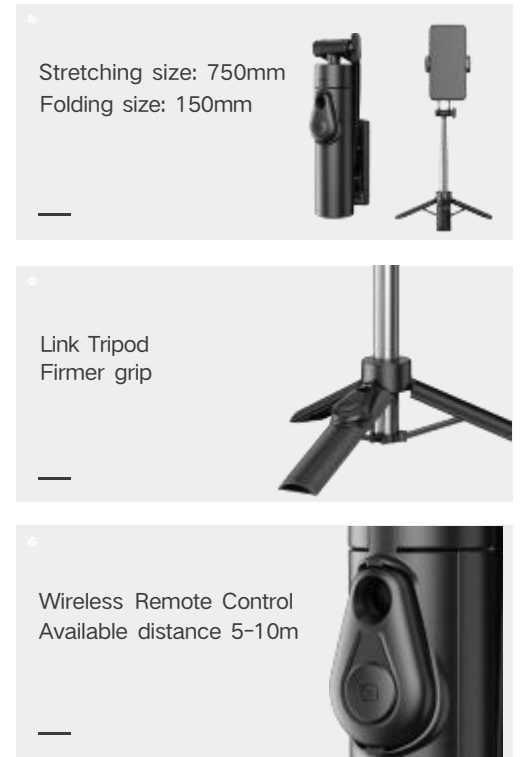 Stretching size: 750mm
Folding size: 150mm
Link Tripod
Firmer grip
Wireless Remote Control
Available distance 5-10m